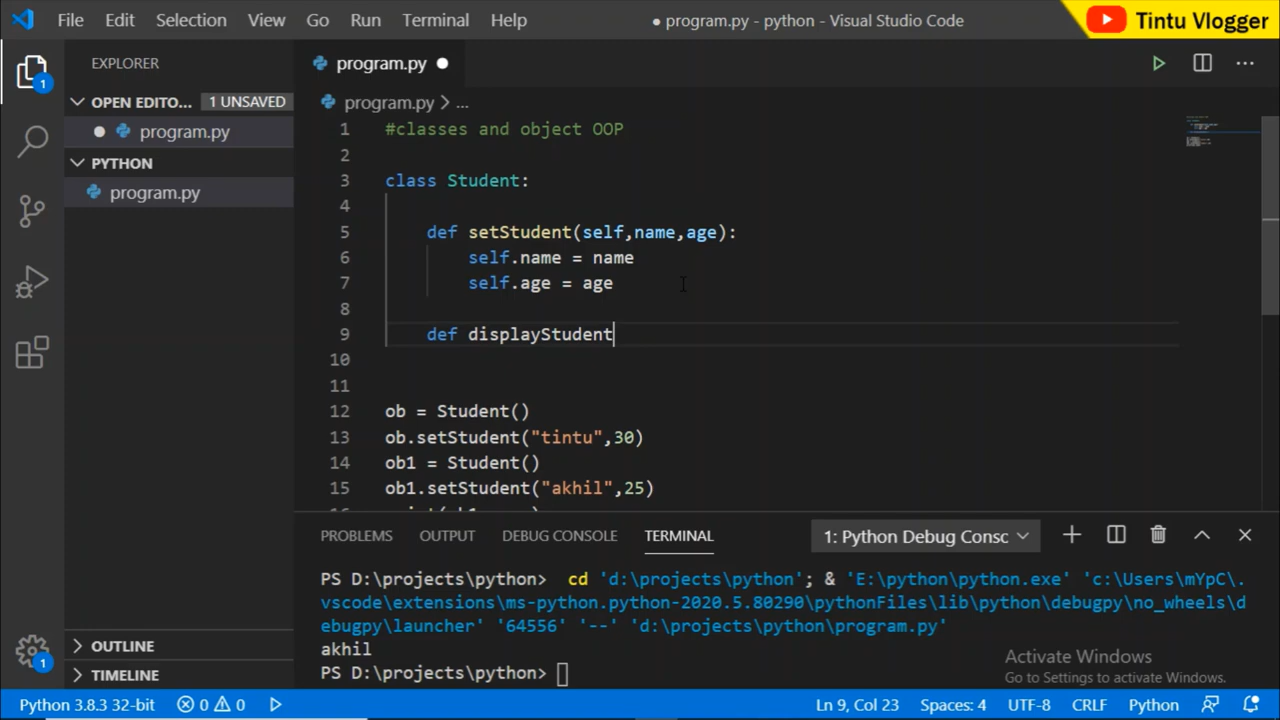 File Edit Selection View Go Run Terminal Help ● program.py - python - Visual Studio Code
Tintu Vlogger
EXPLORER
OPEN EDITO... 1 UNSAVED
program.py
PYTHON
program.py
OUTLINE
TIMELINE
1
1
program.py
program.py > ...
1 #classes and object OOP
2
3 class Student:
4
5 def setStudent(self,name,age):
6 self.name = name
7 self.age = age
8
9 def displayStudent
10
11
12 ob = Student()
13 ob.setStudent("tintu",30)
14 ob1 = Student()
15 ob1.setStudent("akhil",25)
PROBLEMS OUTPUT DEBUG CONSOLE TERMINAL 1: Python Debug Consc
PS D:\projects\python> cd 'd:\projects\python'; & 'E:\python\python.exe' 'c:\Users\mYpC\.
vscode\extensions\ms-python.python-2020.5.80290\pythonFiles\lib\python\debugpy\no_wheels\d
ebugpy\launcher' '64556' '--' 'd:\projects\python\program.py'
akhil
PS D:\projects\python>
Activate Windows
Go to Settings to activate Windows.
Python 3.8.3 32-bit 0 0 Ln 9, Col 23 Spaces: 4 UTF-8 CRLF Python